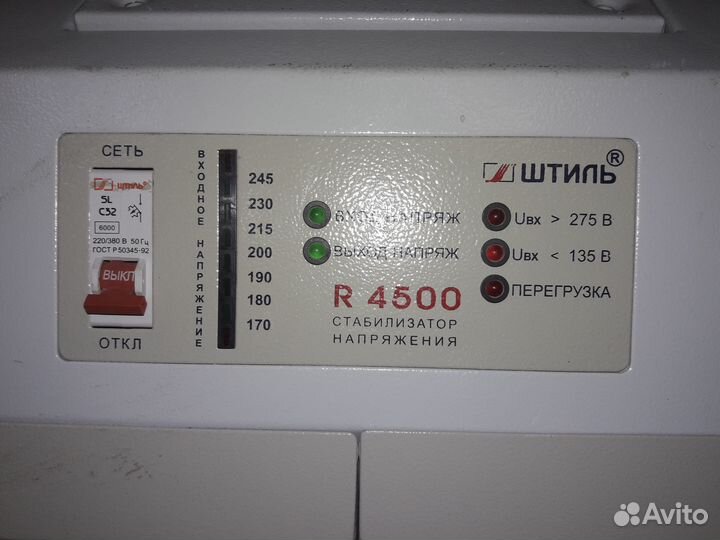 СЕТЬ
ШТИЛЬ
SL
C32
6000
220/380 В 50 Гц
ГОСТ Р 50345-92
ВЫКЛ
ОТКЛ
ВХОДНОЕ НАПРЯЖЕНИЕ
245
230
215
200
190
180
170
ВХОД НАПРЯЖ
ВЫХОД НАПРЯЖ
R 4500
СТАБИЛИЗАТОР
НАПРЯЖЕНИЯ
ШТИЛЬ®
Uвх > 275 В
Uвх < 135 В
ПЕРЕГРУЗКА
Avito